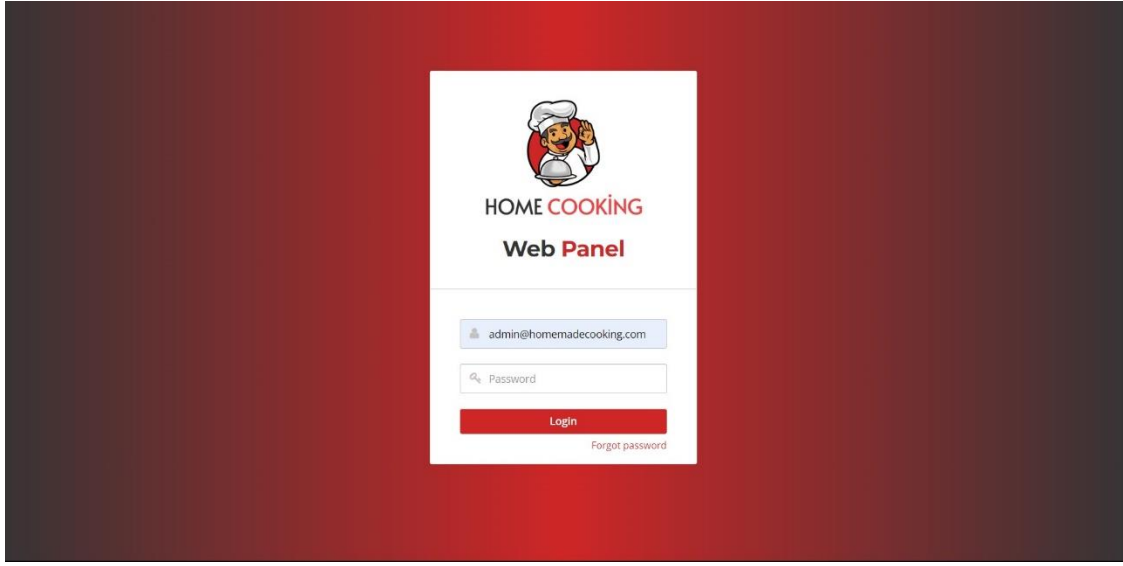 HOME COOKİNG
Web Panel
admin@homemadecooking.com
Password
Login
Forgot password